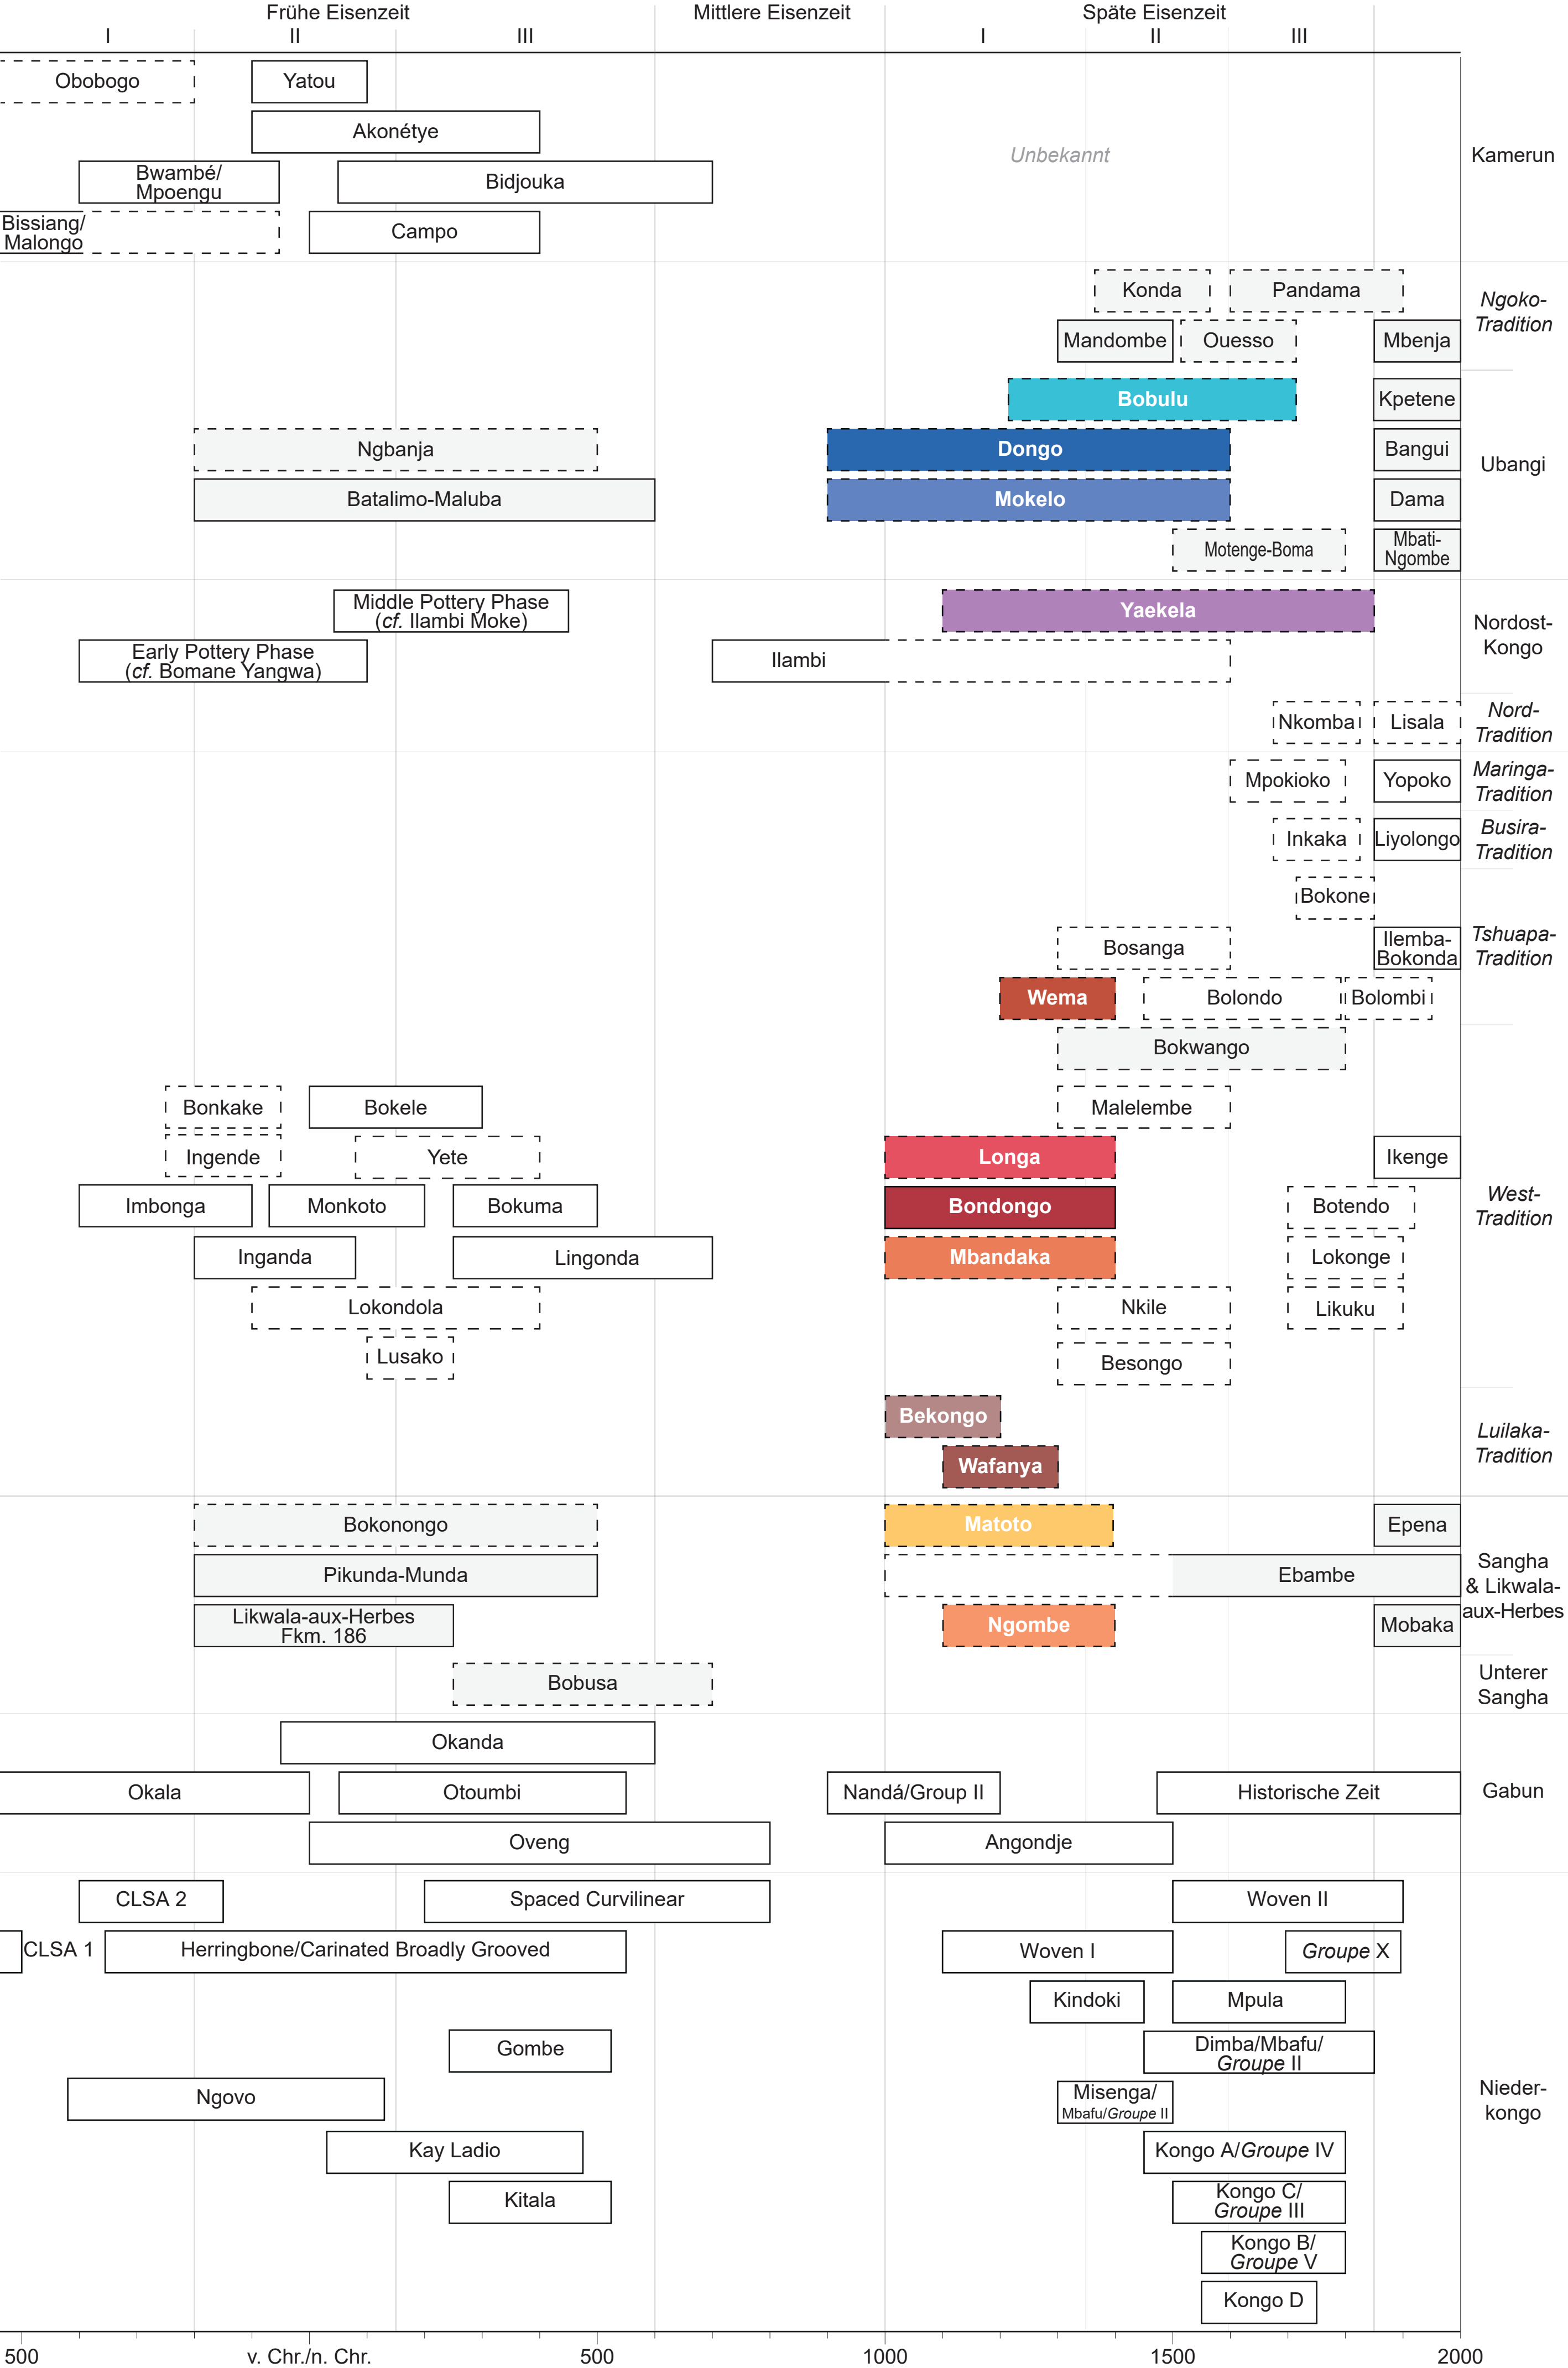 Frühe Eisenzeit Mittlere Eisenzeit Späte Eisenzeit
I II III I II III
Obobogo Yatou
Akonétye
Unbekannt
Kamerun
Bwambé/
Mpoengu
Bidjouka
Bissiang/
Malongo
Campo
Konda Pandama
Ngoko-
Tradition
Mandombe Ouesso Mbenja
Bobulu Kpetene
Ngbanja Dongo Bangui
Ubangi
Batalimo-Maluba Mokelo Dama
Motenge-Boma
Mbati-
Ngombe
Middle Pottery Phase
(cf. Ilambi Moke)
Yaekela
Nordost-
Kongo
Early Pottery Phase
(cf. Bomane Yangwa)
Ilambi
Nkomba Lisala
Nord-
Tradition
Mpokioko Yopoko
Maringa-
Tradition
Inkaka Liyolongo
Busira-
Tradition
Bokone
Bosanga
Ilemba-
Bokonda
Tshuapa-
Tradition
Wema Bolondo Bolombi
Bokwango
Bonkake Bokele Malelembe
Ingende Yete Longa Ikenge
Imbonga Monkoto Bokuma Bondongo Botendo
West-
Tradition
Inganda Lingonda Mbandaka Lokonge
Lokondola Nkile Likuku
Lusako Besongo
Bekongo
Luilaka-
Tradition
Wafanya
Bokonongo Matoto Epena
Pikunda-Munda Ebambe
Sangha
& Likwala-
aux-Herbes
Likwala-aux-Herbes
Fkm. 186
Ngombe Mobaka
Bobusa
Unterer
Sangha
Okanda
Okala Otoumbi Nandá/Group II Historische Zeit
Gabun
Oveng Angondje
CLSA 2 Spaced Curvilinear Woven II
CLSA 1 Herringbone/Carinated Broadly Grooved Woven I Groupe X
Kindoki Mpula
Gombe
Dimba/Mbafu/
Groupe II
Ngovo
Misenga/
Mbafu/Groupe II
Nieder-
kongo
Kay Ladio Kongo A/Groupe IV
Kitala
Kongo C/
Groupe III
Kongo B/
Groupe V
Kongo D
500 v. Chr./n. Chr. 500 1000 1500 2000